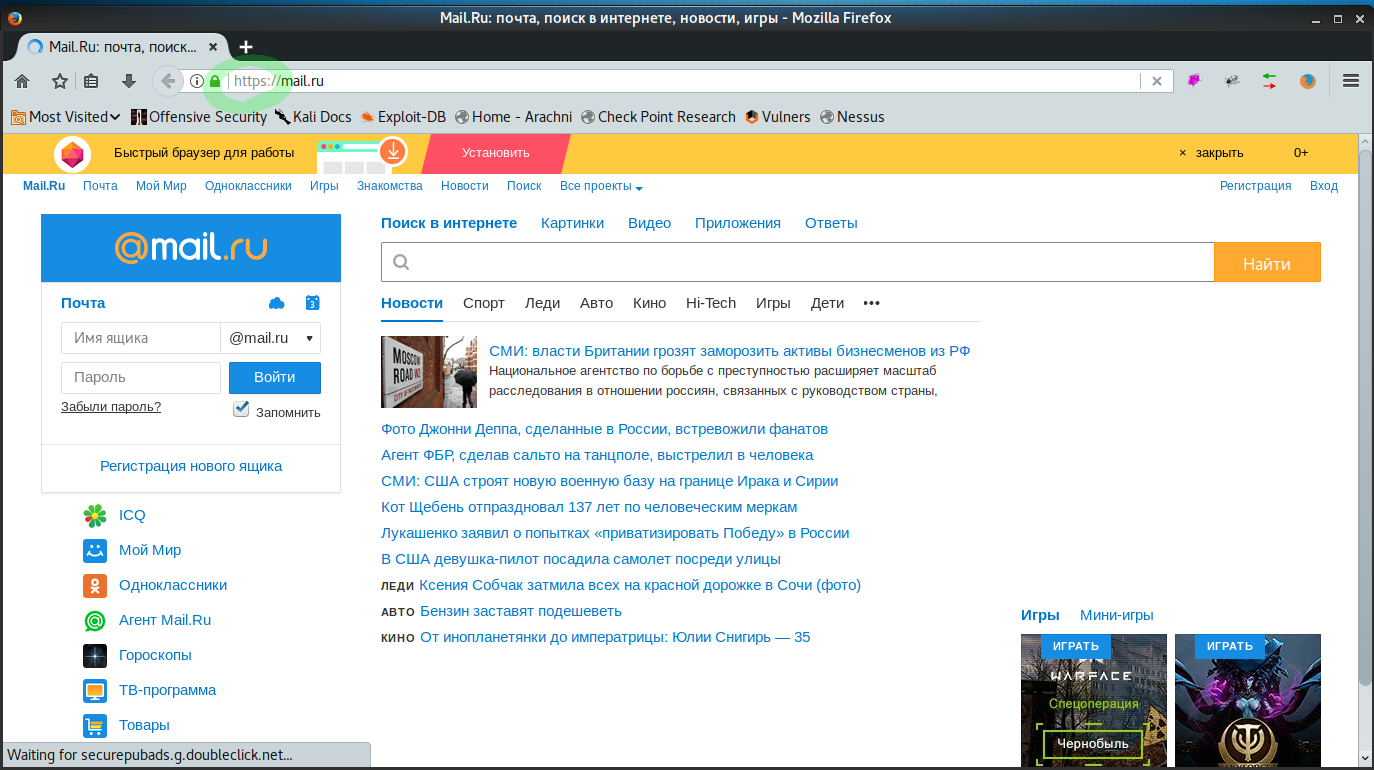 Mail.Ru: почта, поиск в интернете, новости, игры - Mozilla Firefox
Mail.Ru: почта, поиск...
https://mail.ru
Most Visited Offensive Security Kali Docs Exploit-DB Home - Arachni Check Point Research Vulners Nessus
Быстрый браузер для работы Установить × закрыть 0+
Mail.Ru Почта Мой Мир Одноклассники Игры Знакомства Новости Поиск Все проекты Регистрация Вход
@mail.ru
Почта 3
Имя ящика @mail.ru
Пароль Войти
Забыли пароль? Запомнить
Регистрация нового ящика
ICQ
Мой Мир
Одноклассники
Агент Mail.Ru
Гороскопы
ТВ-программа
Товары
Поиск в интернете Картинки Видео Приложения Ответы
Найти
Новости Спорт Леди Авто Кино Hi-Tech Игры Дети •••
MOSCOW
ROAD W2
СМИ: власти Британии грозят заморозить активы бизнесменов из РФ
Национальное агентство по борьбе с преступностью расширяет масштаб
расследования в отношении россиян, связанных с руководством страны,
Фото Джонни Деппа, сделанные в России, встревожили фанатов
Агент ФБР, сделав сальто на танцполе, выстрелил в человека
СМИ: США строят новую военную базу на границе Ирака и Сирии
Кот Щебень отпраздновал 137 лет по человеческим меркам
Лукашенко заявил о попытках «приватизировать Победу» в России
В США девушка-пилот посадила самолет посреди улицы
ЛЕДИ Ксения Собчак затмила всех на красной дорожке в Сочи (фото)
АВТО Бензин заставят подешеветь
КИНО От инопланетянки до императрицы: Юлии Снигирь — 35
Игры Мини-игры
ИГРАТЬ
WARFACE
Спецоперация
Чернобыль
ИГРАТЬ
Waiting for securepubads.g.doubleclick.net...